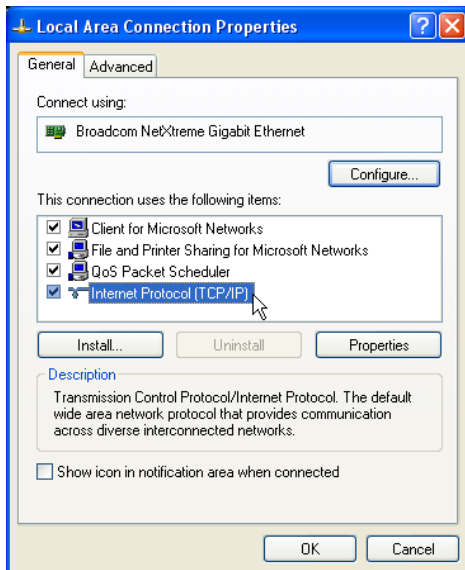 Local Area Connection Properties
General Advanced
Connect using:
Broadcom NetXtreme Gigabit Ethernet
Configure...
This connection uses the following items:
Client for Microsoft Networks
File and Printer Sharing for Microsoft Networks
QoS Packet Scheduler
Internet Protocol (TCP/IP)
Install... Uninstall Properties
Description
Transmission Control Protocol/Internet Protocol. The default
wide area network protocol that provides communication
across diverse interconnected networks.
Show icon in notification area when connected
OK Cancel